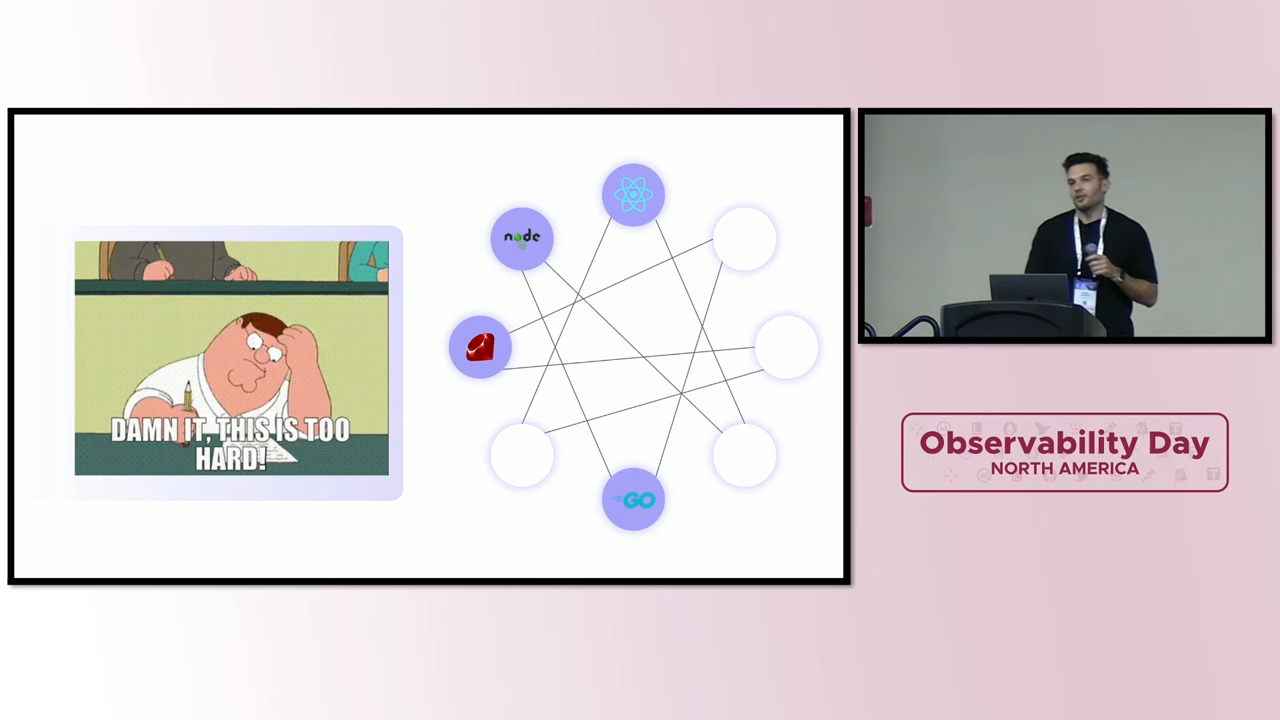 DAMN IT, THIS IS TOO
HARD!
node
GO
Observability Day
NORTH AMERICA